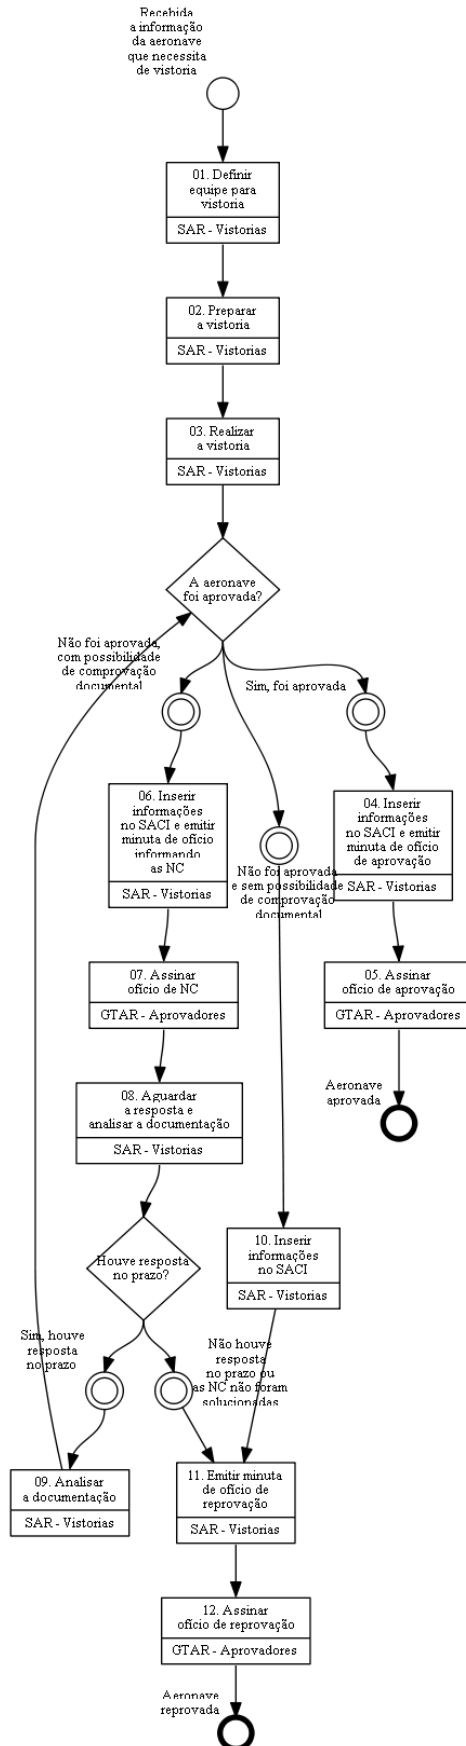 Recebida
a informação
da aeronave
que necessita
de vistoria
01. Definir
equipe para
vistoria
SAR - Vistorias
02. Preparar
a vistoria
SAR - Vistorias
03. Realizar
a vistoria
SAR - Vistorias
A aeronave
foi aprovada?
Não foi aprovada,
com possibilidade
de comprovação
documental
Sim, foi aprovada
06. Inserir
informações
no SACI e emitir
minuta de ofício
informando
as NC
SAR - Vistorias
04. Inserir
informações
no SACI e emitir
minuta de ofício
de aprovação
SAR - Vistorias
Não foi aprovada
e sem possibilidade
de comprovação
documental
07. Assinar
ofício de NC
GTAR - Aprovadores
05. Assinar
ofício de aprovação
GTAR - Aprovadores
08. Aguardar
a resposta e
analisar a documentação
SAR - Vistorias
Aeronave
aprovada
Houve resposta
no prazo?
10. Inserir
informações
no SACI
SAR - Vistorias
Sim, houve
resposta
no prazo
Não houve
resposta
no prazo ou
as NC não foram
solucionadas
09. Analisar
a documentação
SAR - Vistorias
11. Emitir minuta
de ofício de
reprovação
SAR - Vistorias
12. Assinar
ofício de reprovação
GTAR - Aprovadores
Aeronave
reprovada